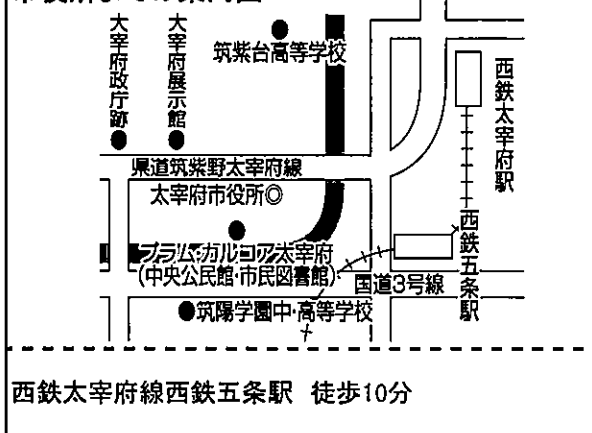 大宰府政庁跡
大宰府展示館
筑紫台高等学校
西鉄太宰府駅
県道筑紫野太宰府線
太宰府市役所◎
プラム・カルコア太宰府
(中央公民館・市民図書館)
国道3号線
西鉄五条駅
筑陽学園中・高等学校
西鉄太宰府線西鉄五条駅 徒歩10分